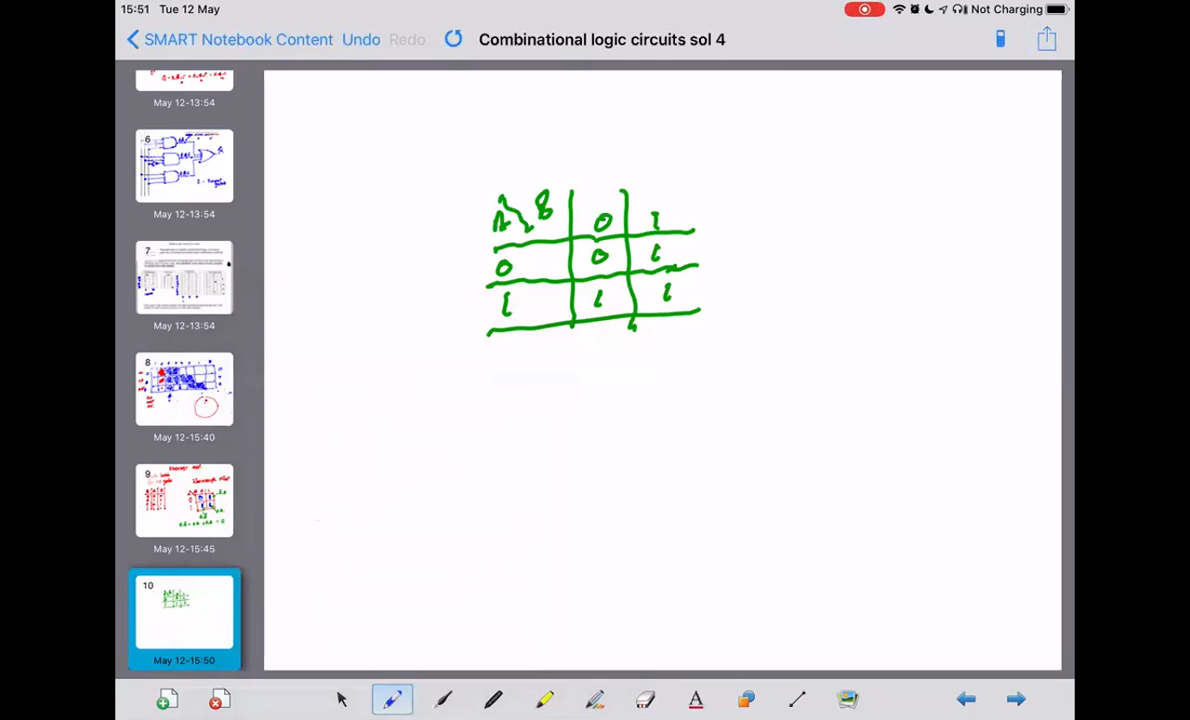 15:51 Tue 12 May
Not Charging
SMART Notebook Content Undo Redo Combinational logic circuits sol 4
May 12-13:54
6
May 12-13:54
7
May 12-13:54
8
May 12-15:40
9
May 12-15:45
10
May 12-15:50
A B 0 1
0 0 1
1 1 1
A